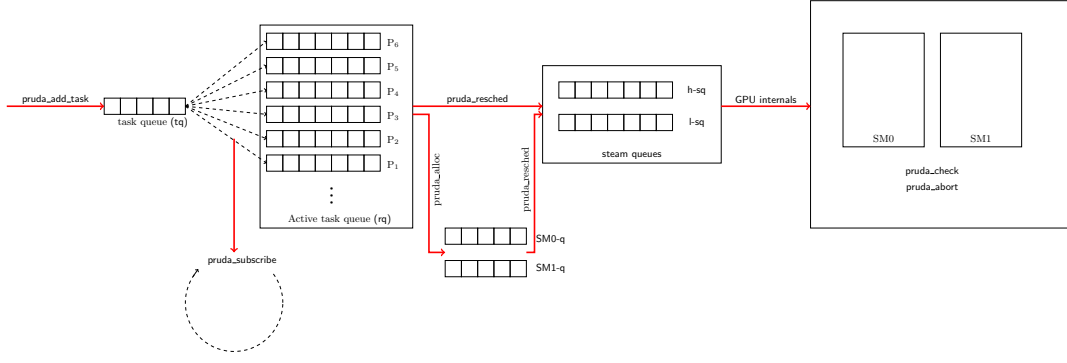 pruda_add_task
task queue (tq)
P6
P5
P4
P3
P2
P1
Active task queue (rq)
pruda_subscribe
pruda_resched
pruda_alloc
pruda_resched
SM0-q
SM1-q
h-sq
l-sq
steam queues
GPU internals
SM0
SM1
pruda_check
pruda_abort